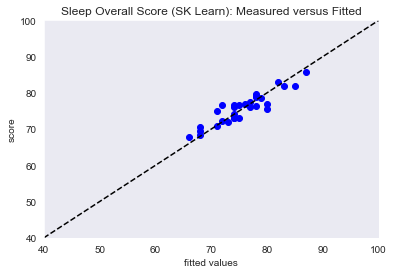 Sleep Overall Score (SK Learn): Measured versus Fitted
100
90
80
70
60
50
40
score
40 50 60 70 80 90 100
fitted values